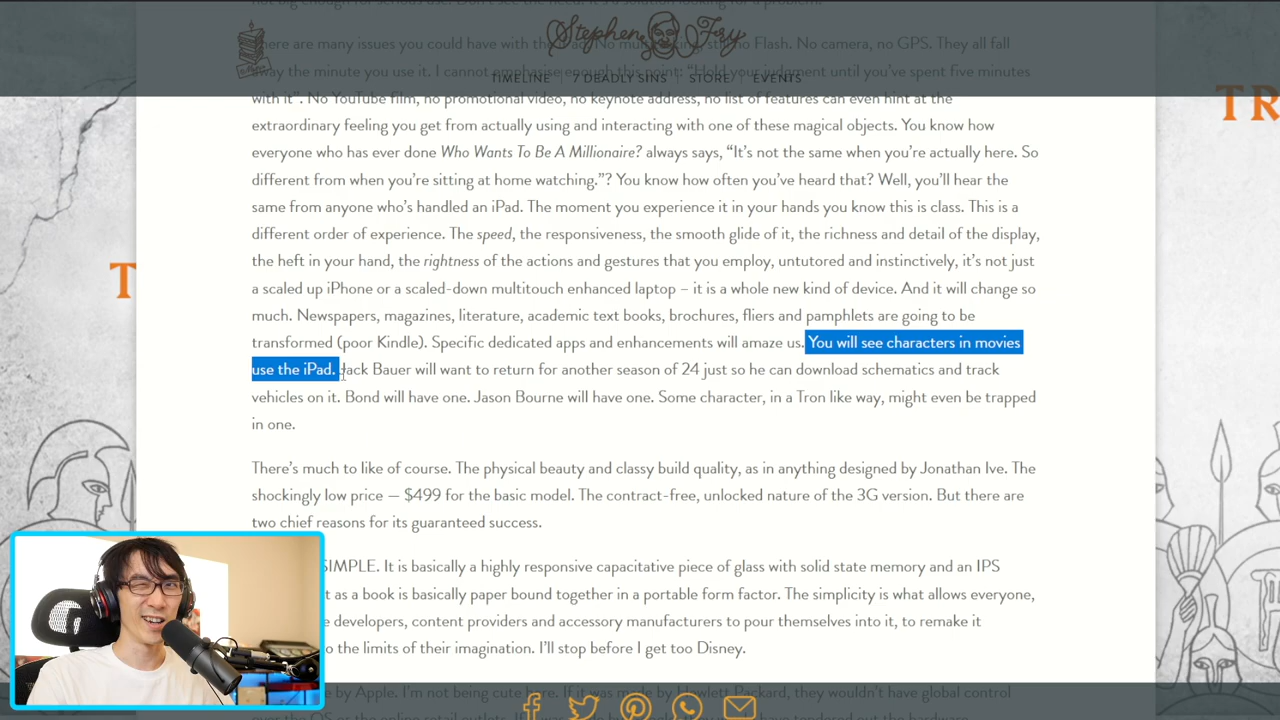 not big enough for serious use. Don't see the need. It's a solution looking for a problem.
Stephen Fry
There are many issues you could have with the iPad. No multitasking, still no Flash. No camera, no GPS. They all fall
away the minute you use it. I cannot emphasise enough this point: “Hold your judgment until you’ve spent five minutes
TIMELINE | 7 DEADLY SINS | STORE | EVENTS
with it”. No YouTube film, no promotional video, no keynote address, no list of features can even hint at the
extraordinary feeling you get from actually using and interacting with one of these magical objects. You know how
everyone who has ever done Who Wants To Be A Millionaire? always says, “It’s not the same when you’re actually here. So
different from when you’re sitting at home watching.”? You know how often you’ve heard that? Well, you’ll hear the
same from anyone who’s handled an iPad. The moment you experience it in your hands you know this is class. This is a
different order of experience. The speed, the responsiveness, the smooth glide of it, the richness and detail of the display,
the heft in your hand, the rightness of the actions and gestures that you employ, untutored and instinctively, it’s not just
a scaled up iPhone or a scaled-down multitouch enhanced laptop – it is a whole new kind of device. And it will change so
much. Newspapers, magazines, literature, academic text books, brochures, fliers and pamphlets are going to be
transformed (poor Kindle). Specific dedicated apps and enhancements will amaze us. You will see characters in movies
use the iPad. Jack Bauer will want to return for another season of 24 just so he can download schematics and track
vehicles on it. Bond will have one. Jason Bourne will have one. Some character, in a Tron like way, might even be trapped
in one.
There’s much to like of course. The physical beauty and classy build quality, as in anything designed by Jonathan Ive. The
shockingly low price — $499 for the basic model. The contract-free, unlocked nature of the 3G version. But there are
two chief reasons for its guaranteed success.
SIMPLE. It is basically a highly responsive capacitative piece of glass with solid state memory and an IPS
as a book is basically paper bound together in a portable form factor. The simplicity is what allows everyone,
developers, content providers and accessory manufacturers to pour themselves into it, to remake it
the limits of their imagination. I’ll stop before I get too Disney.
by Apple. I’m not being cute here. If it was made by Hewlett Packard, they wouldn’t have global control
TR
T